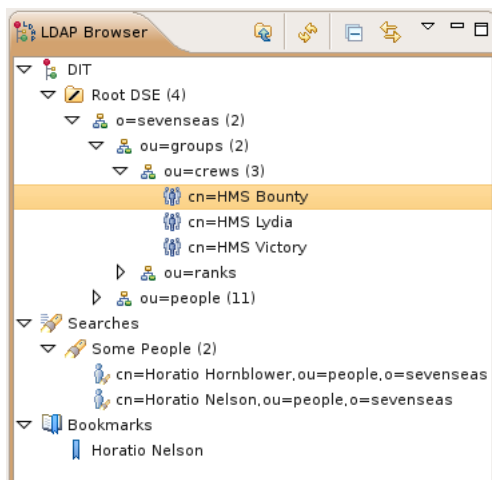 LDAP Browser
DIT
Root DSE (4)
o=sevenseas (2)
ou=groups (2)
ou=crews (3)
cn=HMS Bounty
cn=HMS Lydia
cn=HMS Victory
ou=ranks
ou=people (11)
Searches
Some People (2)
cn=Horatio Hornblower,ou=people,o=sevenseas
cn=Horatio Nelson,ou=people,o=sevenseas
Bookmarks
Horatio Nelson